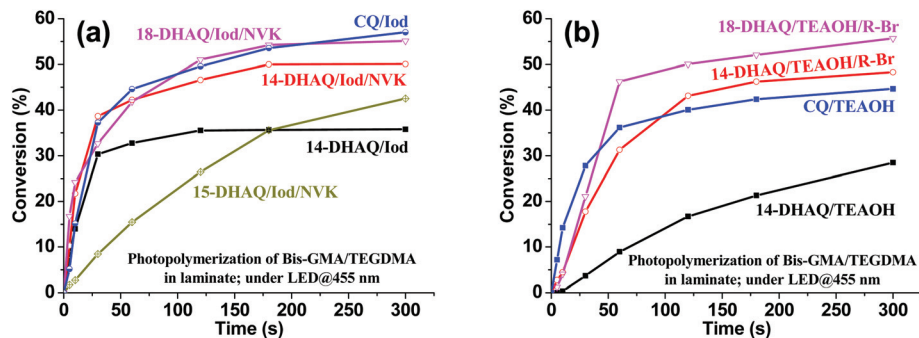 (a)
CQ/Iod
18-DHAQ/Iod/NVK
14-DHAQ/Iod/NVK
14-DHAQ/Iod
15-DHAQ/Iod/NVK
Photopolymerization of Bis-GMA/TEGDMA
in laminate; under LED@455 nm
Conversion (%)
60
50
40
30
20
10
0
0 50 100 150 200 250 300
Time (s)
(b)
18-DHAQ/TEAOH/R-Br
14-DHAQ/TEAOH/R-Br
CQ/TEAOH
14-DHAQ/TEAOH
Photopolymerization of Bis-GMA/TEGDMA
in laminate; under LED@455 nm
Conversion (%)
60
50
40
30
20
10
0
0 50 100 150 200 250 300
Time (s)